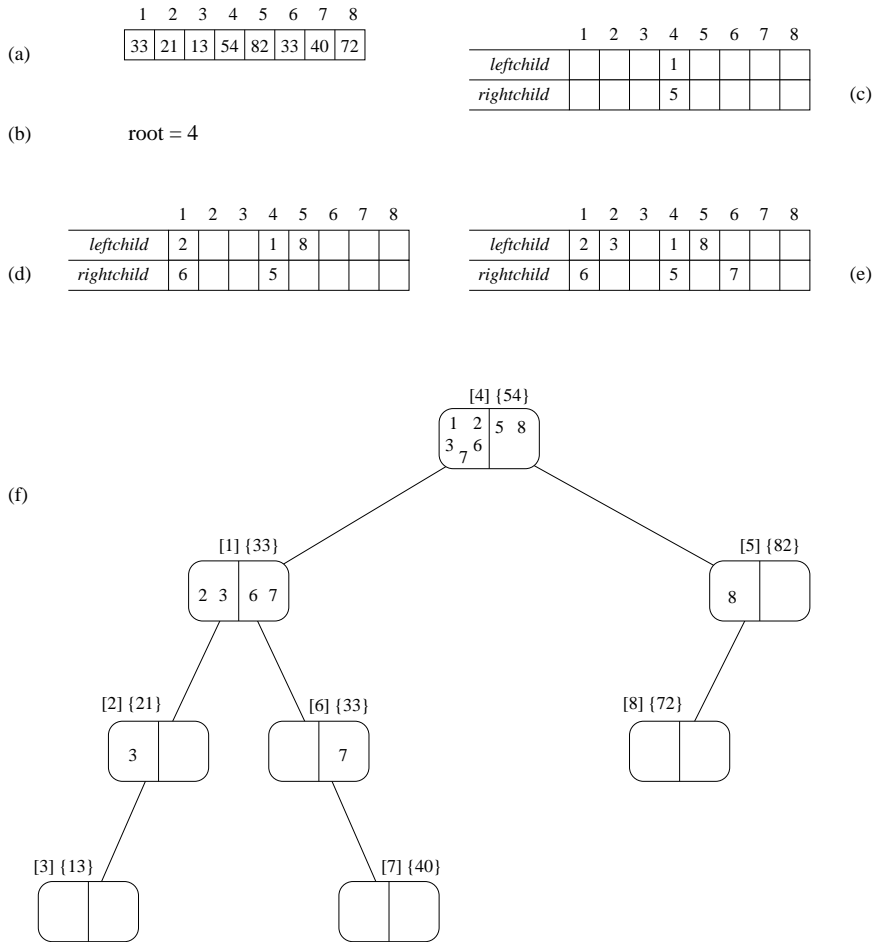 1 2 3 4 5 6 7 8
(a) 33 21 13 54 82 33 40 72
(b) root = 4
1 2 3 4 5 6 7 8
leftchild 1
rightchild 5 (c)
1 2 3 4 5 6 7 8
leftchild 2 1 8
(d) rightchild 6 5
1 2 3 4 5 6 7 8
leftchild 2 3 1 8
rightchild 6 5 7 (e)
(f)
[4] {54}
1 2 5 8
3 6
7
[1] {33} [5] {82}
2 3 6 7 8
[2] {21} [6] {33} [8] {72}
3 7
[3] {13} [7] {40}